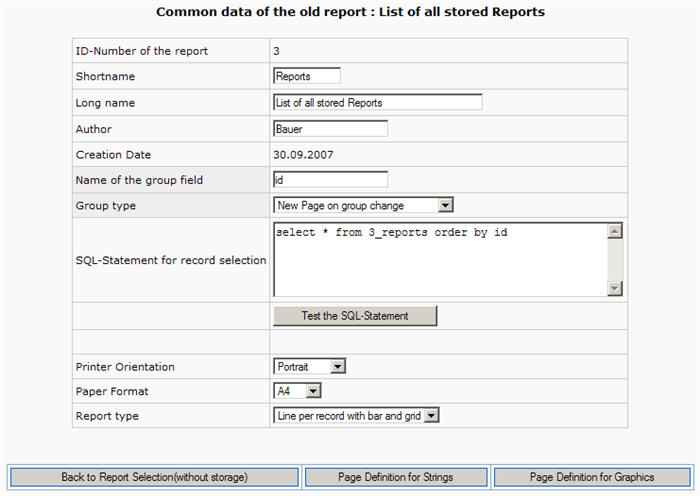 Common data of the old report : List of all stored Reports
ID-Number of the report 3
Shortname Reports
Long name List of all stored Reports
Author Bauer
Creation Date 30.09.2007
Name of the group field id
Group type New Page on group change
SQL-Statement for record selection select * from 3_reports order by id
Test the SQL-Statement
Printer Orientation Portrait
Paper Format A4
Report type Line per record with bar and grid
Back to Report Selection(without storage) Page Definition for Strings Page Definition for Graphics